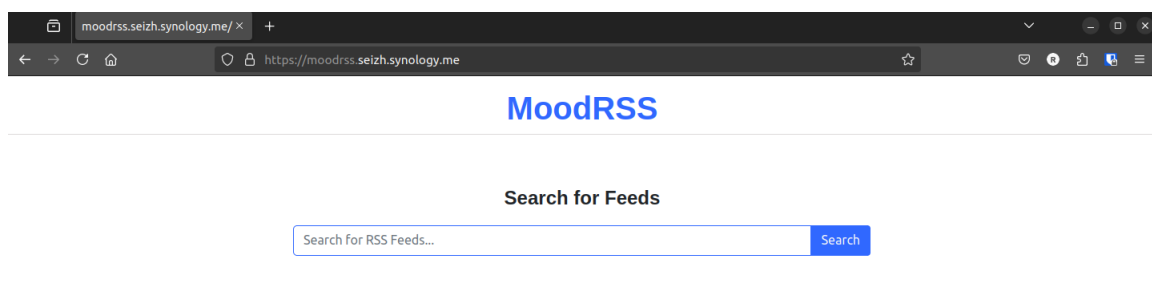 moodrss.seizh.synology.me/
https://moodrss.seizh.synology.me
R
MoodRSS
Search for Feeds
Search for RSS Feeds...
Search